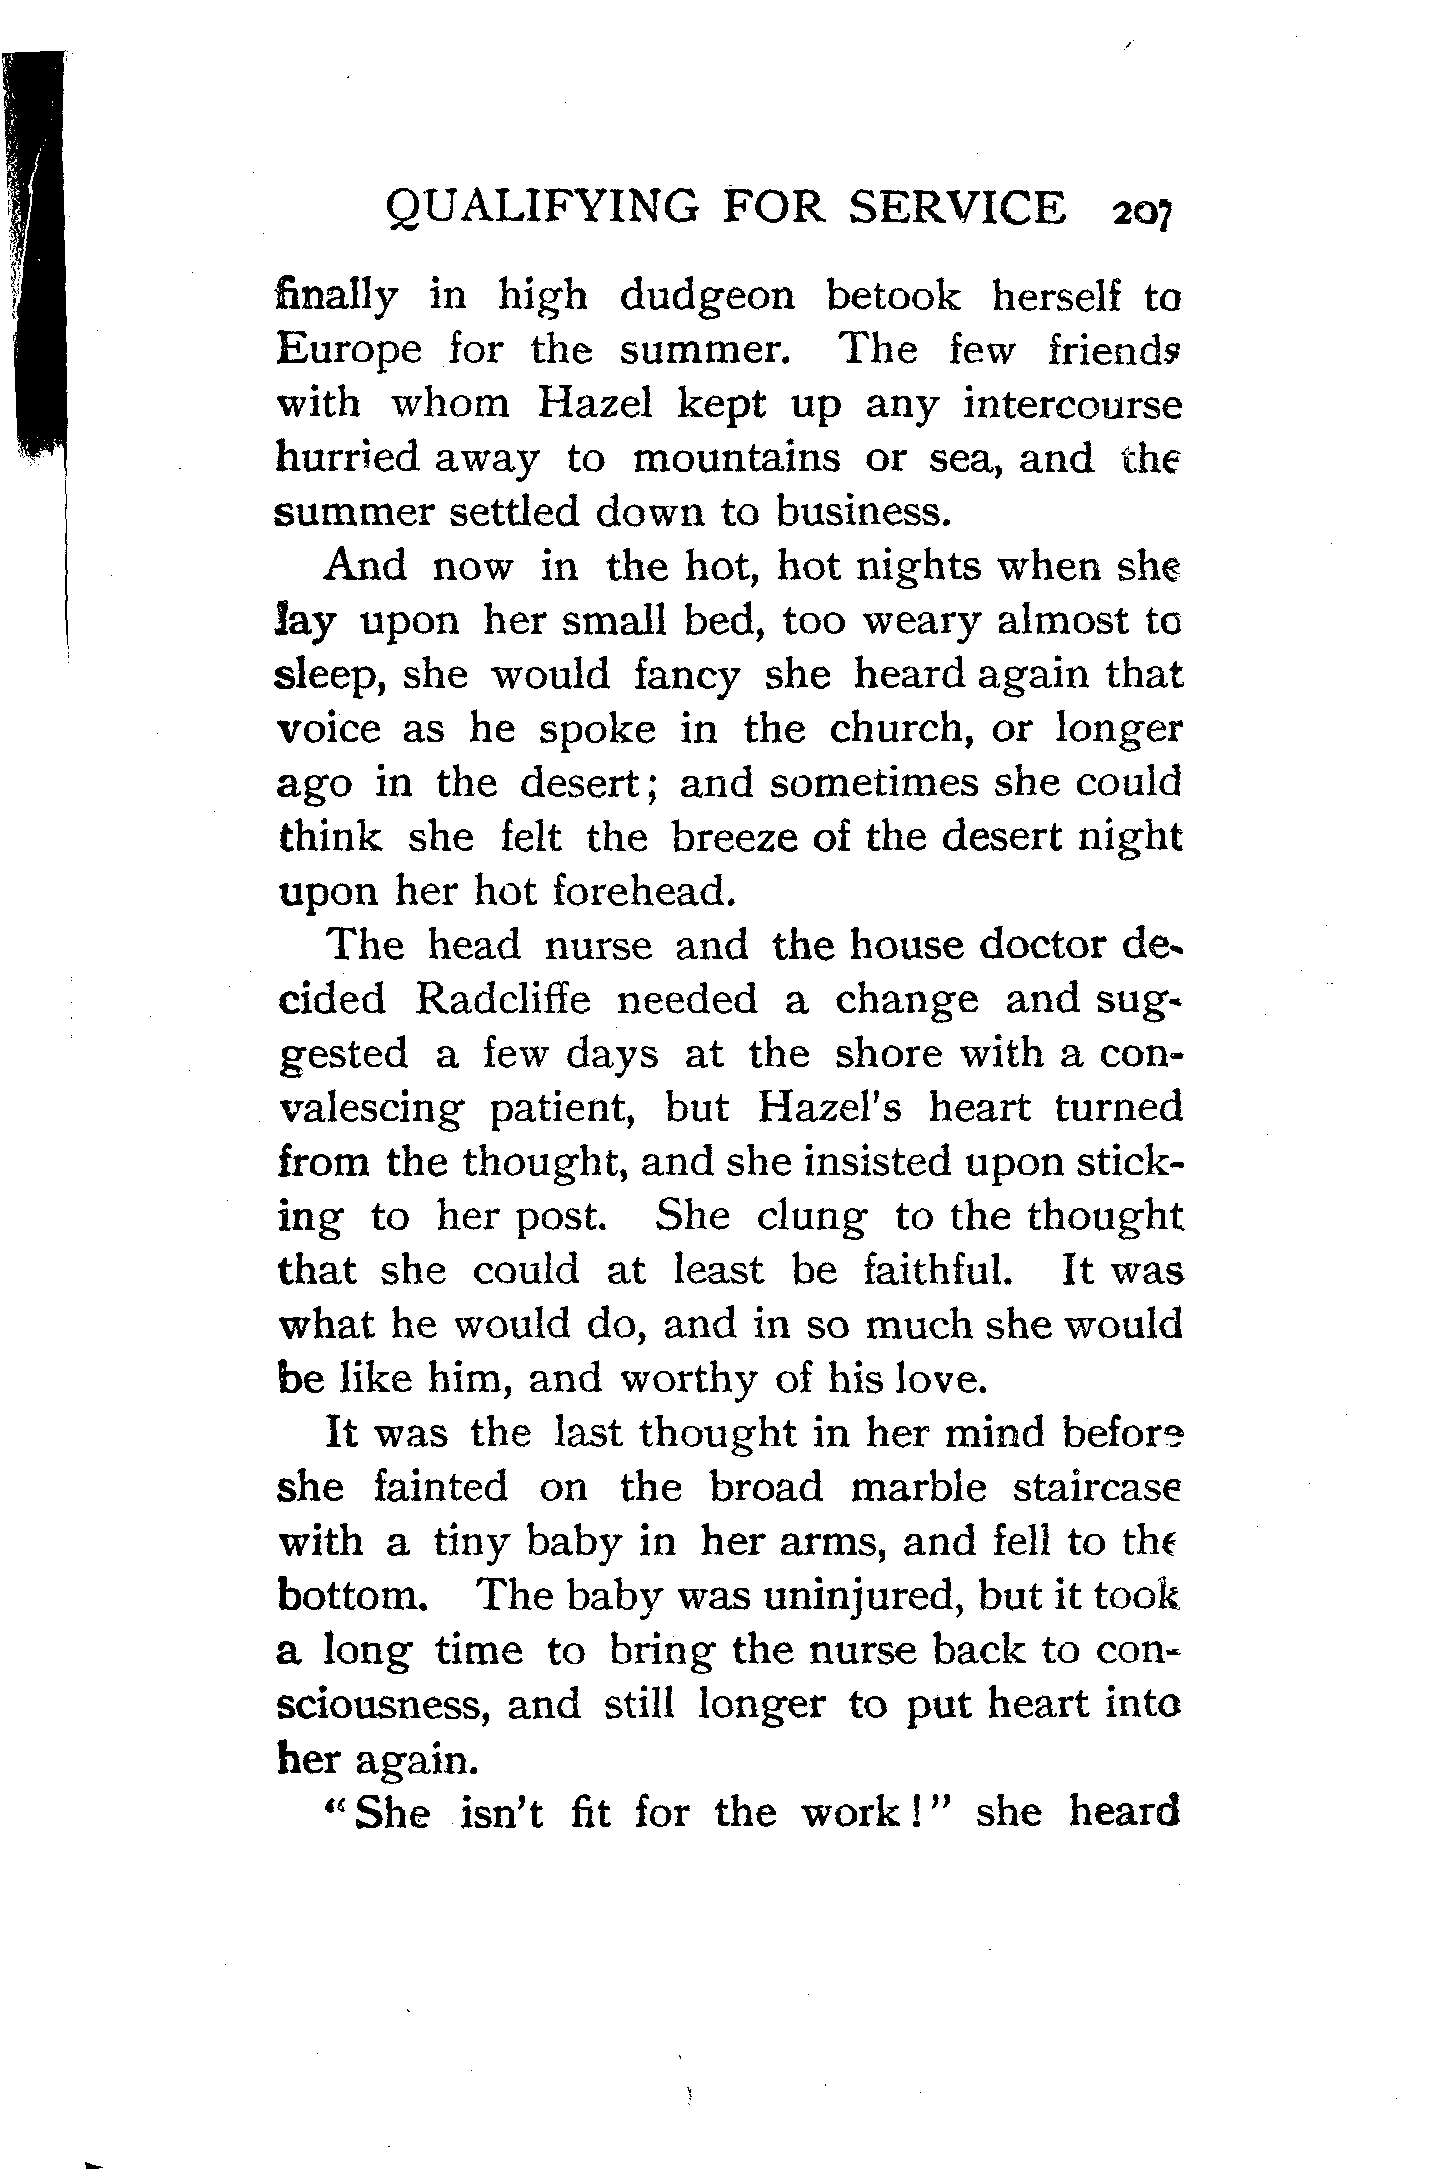 QUALIFYING FOR SERVICE 207
finally in high dudgeon betook herself to
Europe for the summer. The few friends
with whom Hazel kept up any intercourse
hurried away to mountains or sea, and the
summer settled down to business.
And now in the hot, hot nights when she
lay upon her small bed, too weary almost to
sleep, she would fancy she heard again that
voice as he spoke in the church, or longer
ago in the desert; and sometimes she could
think she felt the breeze of the desert night
upon her hot forehead.
The head nurse and the house doctor de-
cided Radcliffe needed a change and sug-
gested a few days at the shore with a con-
valescing patient, but Hazel's heart turned
from the thought, and she insisted upon stick-
ing to her post. She clung to the thought
that she could at least be faithful. It was
what he would do, and in so much she would
be like him, and worthy of his love.
It was the last thought in her mind before
she fainted on the broad marble staircase
with a tiny baby in her arms, and fell to the
bottom. The baby was uninjured, but it took
a long time to bring the nurse back to con-
sciousness, and still longer to put heart into
her again.
"She isn't fit for the work!" she heard